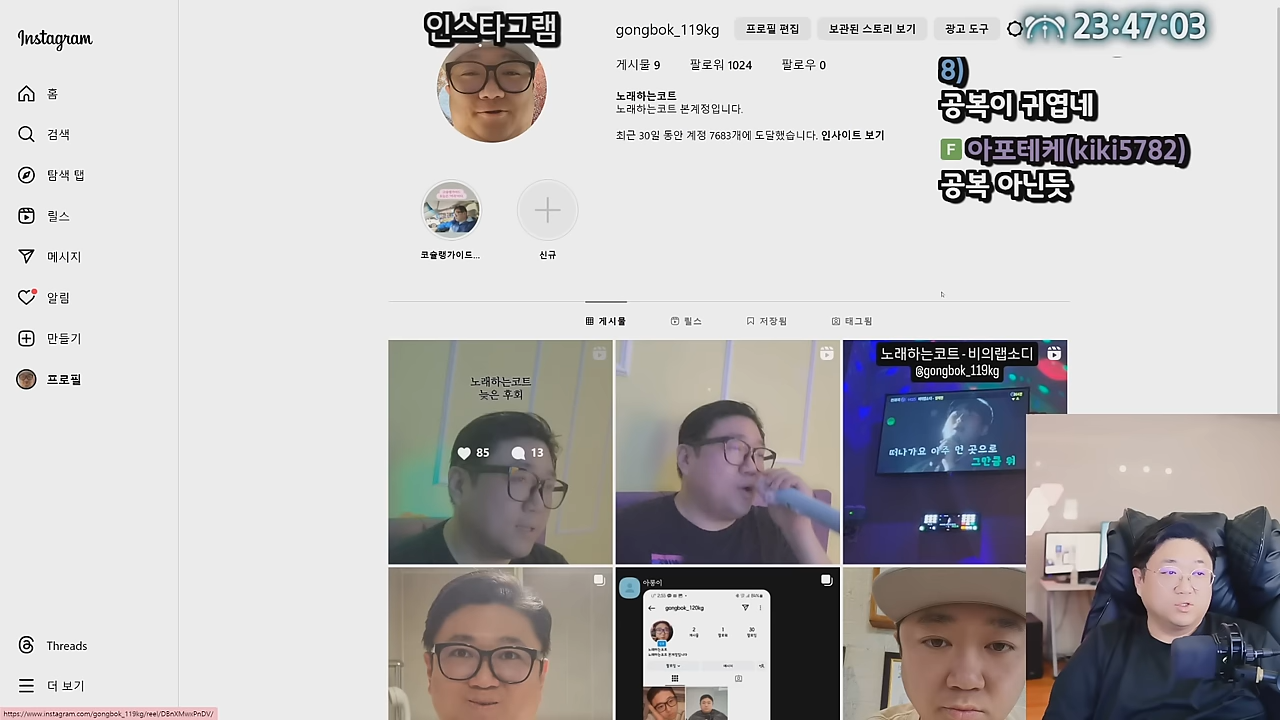 Instagram
홈
검색
탐색 탭
릴스
메시지
알림
만들기
프로필
Threads
더 보기
인스타그램
gongbok_119kg
프로필 편집
보관된 스토리 보기
광고 도구
23:47:03
게시물 9
팔로워 1024
팔로우 0
노래하는코트
노래하는코트 본계정입니다.
최근 30일 동안 계정 7683개에 도달했습니다. 인사이트 보기
8)
공복이 귀엽네
F 아포테케(kiki5782)
공복 아닌듯
코슐랭가이드...
신규
게시물
릴스
저장됨
태그됨
노래하는코트
늦은 후회
85
13
노래하는코트 - 비의랩소디
@gongbok_119kg
떠나가요 아주 먼 곳으로
그만큼 뒤
아뽕이
gongbok_120kg
https://www.instagram.com/gongbok_119kg/reel/DBnXMwxPnDV/